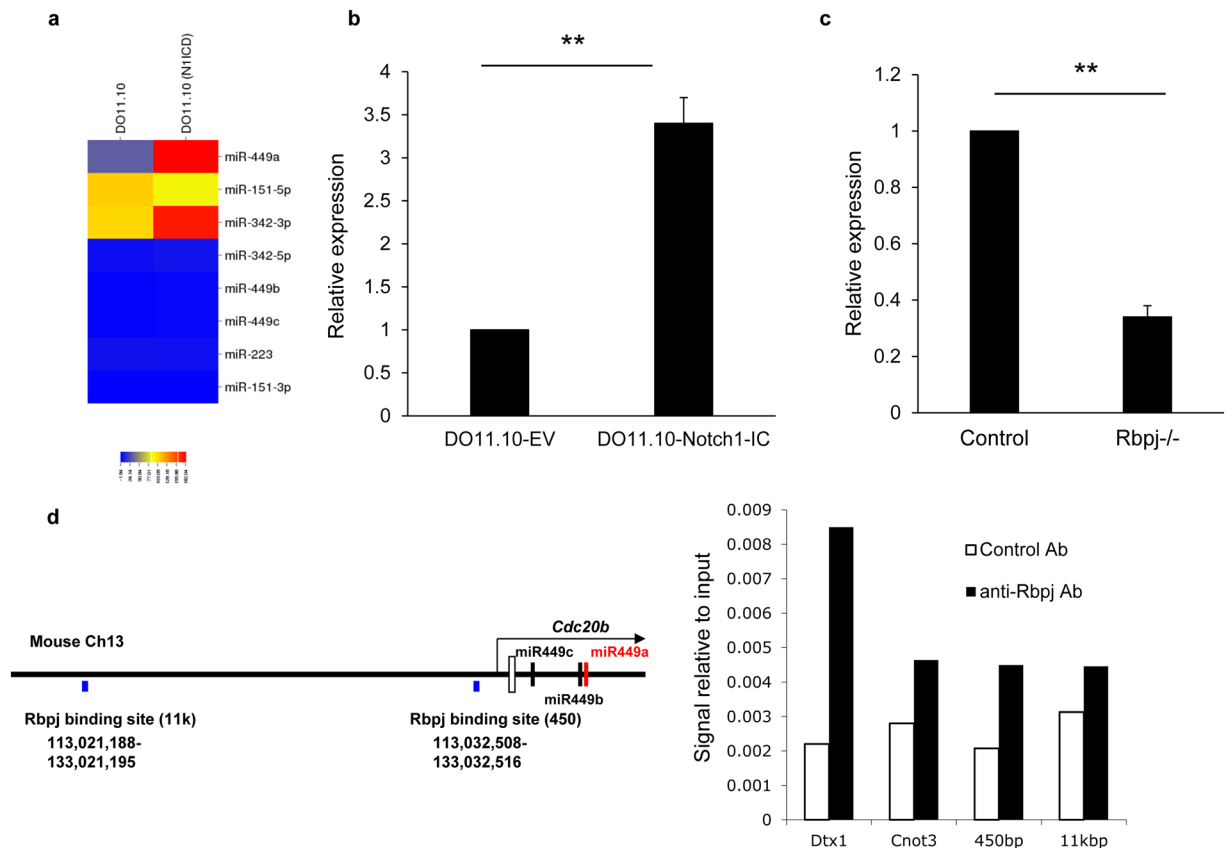 a
DO11.10
DO11.10 (N1ICD)
miR-449a
miR-151-5p
miR-342-3p
miR-342-5p
miR-449b
miR-449c
miR-223
miR-151-3p
b
**
Relative expression
4
3.5
3
2.5
2
1.5
1
0.5
0
DO11.10-EV
DO11.10-Notch1-IC
c
**
Relative expression
1.2
1
0.8
0.6
0.4
0.2
0
Control
Rbpj-/-
d
Mouse Ch13
Cdc20b
miR449c
miR449a
miR449b
Rbpj binding site (11k)
113,021,188-
133,021,195
Rbpj binding site (450)
113,032,508-
133,032,516
Signal relative to input
0.009
0.008
0.007
0.006
0.005
0.004
0.003
0.002
0.001
0
Control Ab
anti-Rbpj Ab
Dtx1
Cnot3
450bp
11kbp